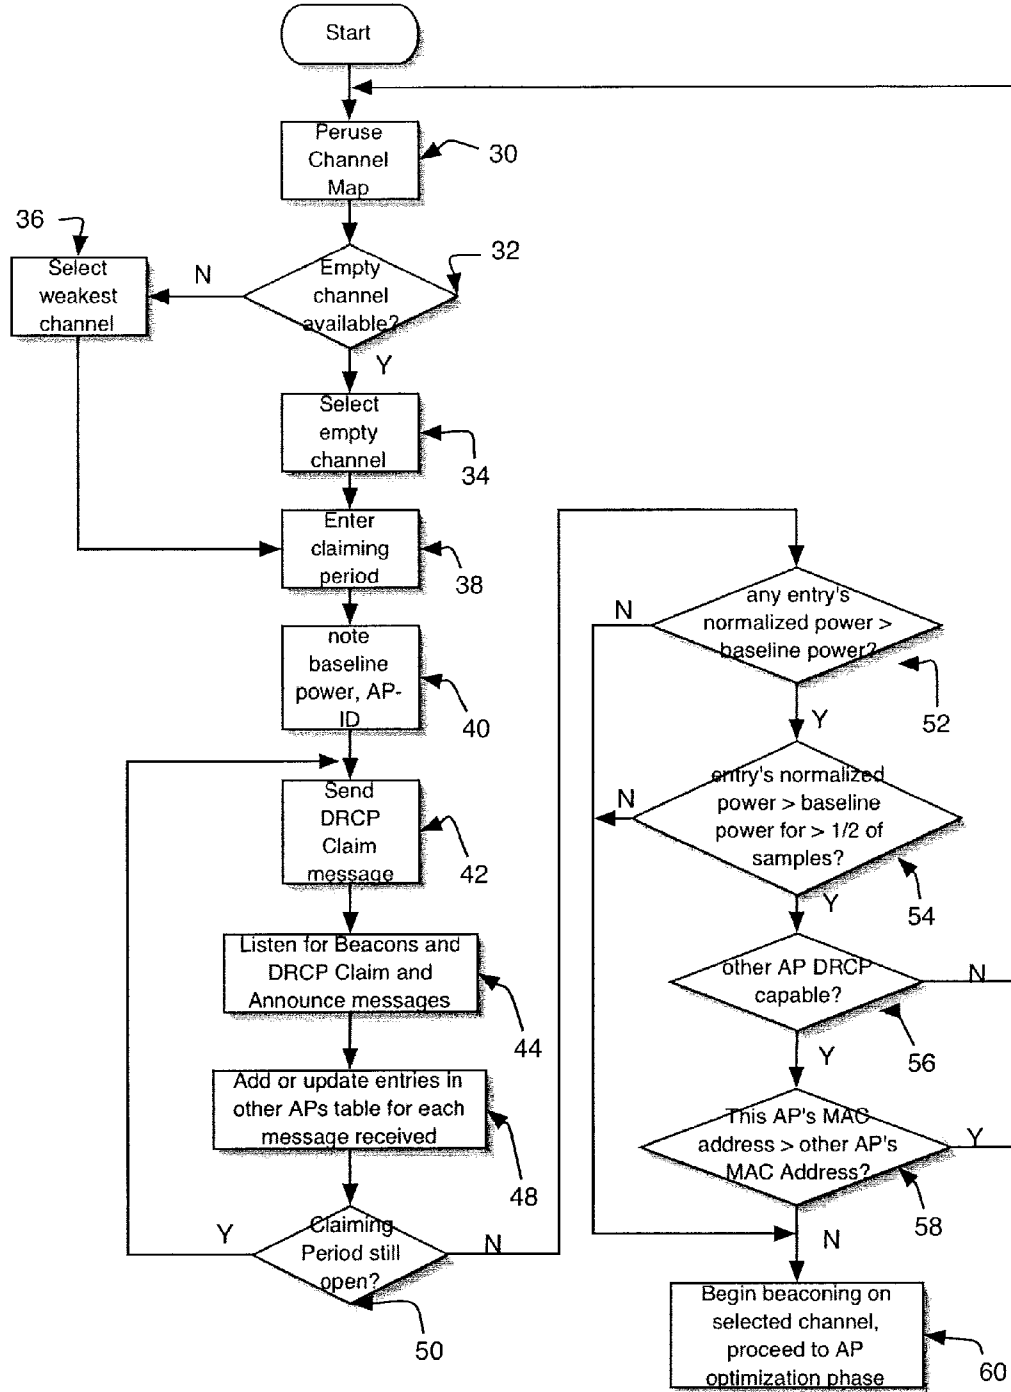 Start
Peruse
Channel
Map
30
36
Select
weakest
channel
N
Empty
channel
available?
32
Y
Select
empty
channel
34
Enter
claiming
period
38
note
baseline
power, AP-
ID
40
Send
DRCP
Claim
message
42
Listen for Beacons and
DRCP Claim and
Announce messages
44
Add or update entries in
other APs table for each
message received
48
Y
Claiming
Period still
open?
N
50
N
any entry's
normalized power >
baseline power?
52
Y
N
entry's normalized
power > baseline
power for > 1/2 of
samples?
54
Y
other AP DRCP
capable?
N
56
Y
This AP's MAC
address > other AP's
MAC Address?
Y
58
N
Begin beaconing on
selected channel,
proceed to AP
optimization phase
60